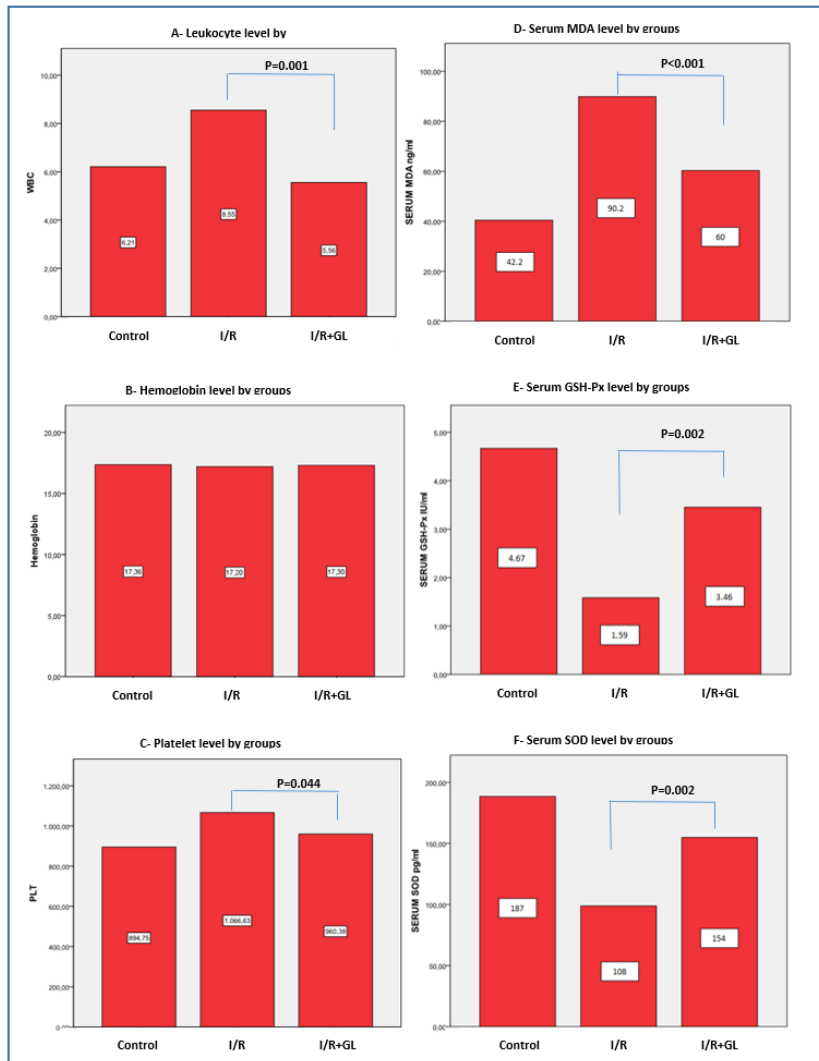 A- Leukocyte level by
P=0.001
10,00
8,00
6,00
4,00
2,00
0,00
WBC
6,21
8,55
5,56
Control I/R I/R+GL
B- Hemoglobin level by groups
20,00
15,00
10,00
5,00
0,00
Hemoglobin
17,36
17,20
17,30
Control I/R I/R+GL
C- Platelet level by groups
P=0.044
1.200,00
1.000,00
800,00
600,00
400,00
200,00
0,00
PLT
894,75
1.066,63
960,38
Control I/R I/R+GL
D- Serum MDA level by groups
P<0.001
100,00
80,00
60,00
40,00
20,00
0,00
SERUM MDA ng/ml
42.2
90.2
60
Control I/R I/R+GL
E- Serum GSH-Px level by groups
P=0.002
5,00
4,00
3,00
2,00
1,00
0,00
SERUM GSH-Px IU/ml
4.67
1.59
3.46
Control I/R I/R+GL
F- Serum SOD level by groups
P=0.002
200,00
150,00
100,00
50,00
0,00
SERUM SOD pg/ml
187
108
154
Control I/R I/R+GL